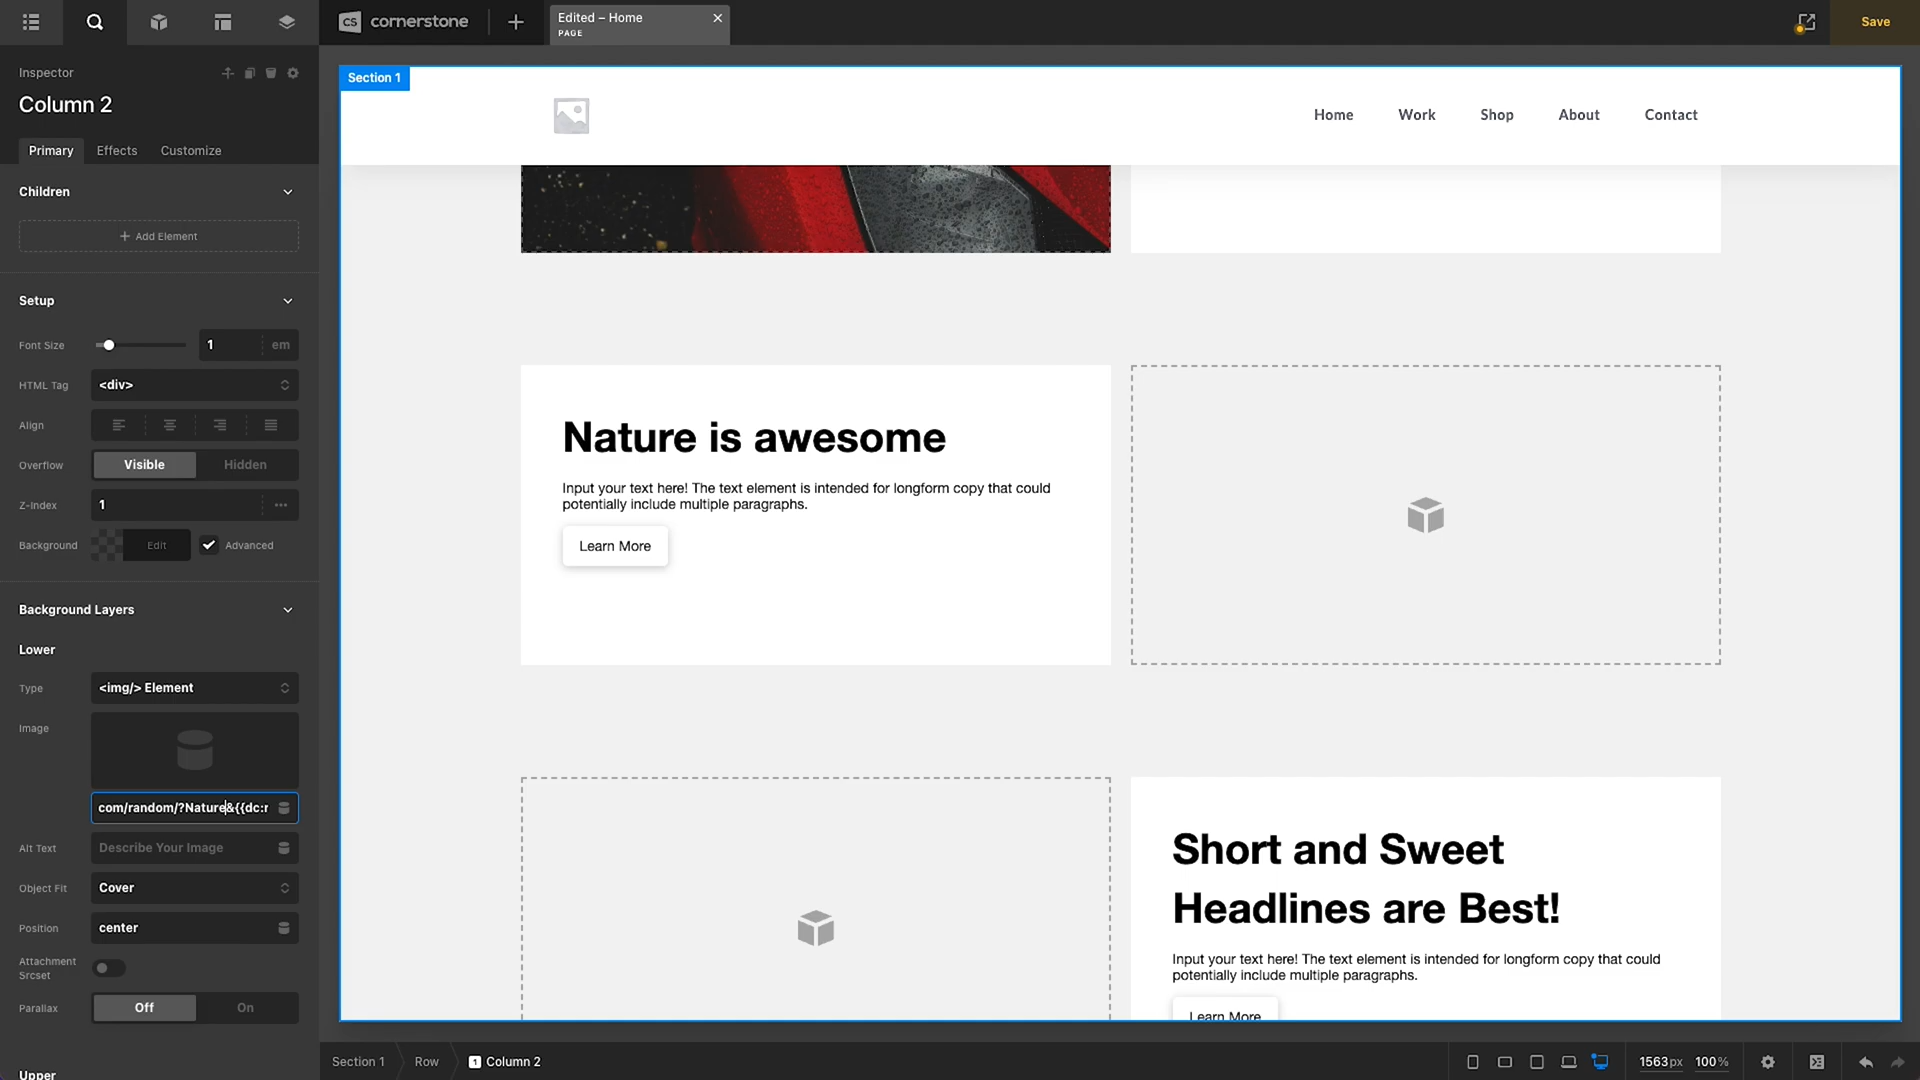 cs cornerstone
Edited – Home
PAGE
Save
Inspector
Column 2
Primary
Effects
Customize
Children
Add Element
Setup
Font Size
1
em
HTML Tag
<div>
Align
Overflow
Visible
Hidden
Z-Index
1
Background
Edit
Advanced
Background Layers
Lower
Type
<img/> Element
Image
com/random/?Nature&{{dc:r
Alt Text
Describe Your Image
Object Fit
Cover
Position
center
Attachment
Srcset
Parallax
Off
On
Upper
Section 1
Home
Work
Shop
About
Contact
Nature is awesome
Input your text here! The text element is intended for longform copy that could
potentially include multiple paragraphs.
Learn More
Short and Sweet
Headlines are Best!
Input your text here! The text element is intended for longform copy that could
potentially include multiple paragraphs.
Learn More
Section 1
Row
1
Column 2
1563px
100%